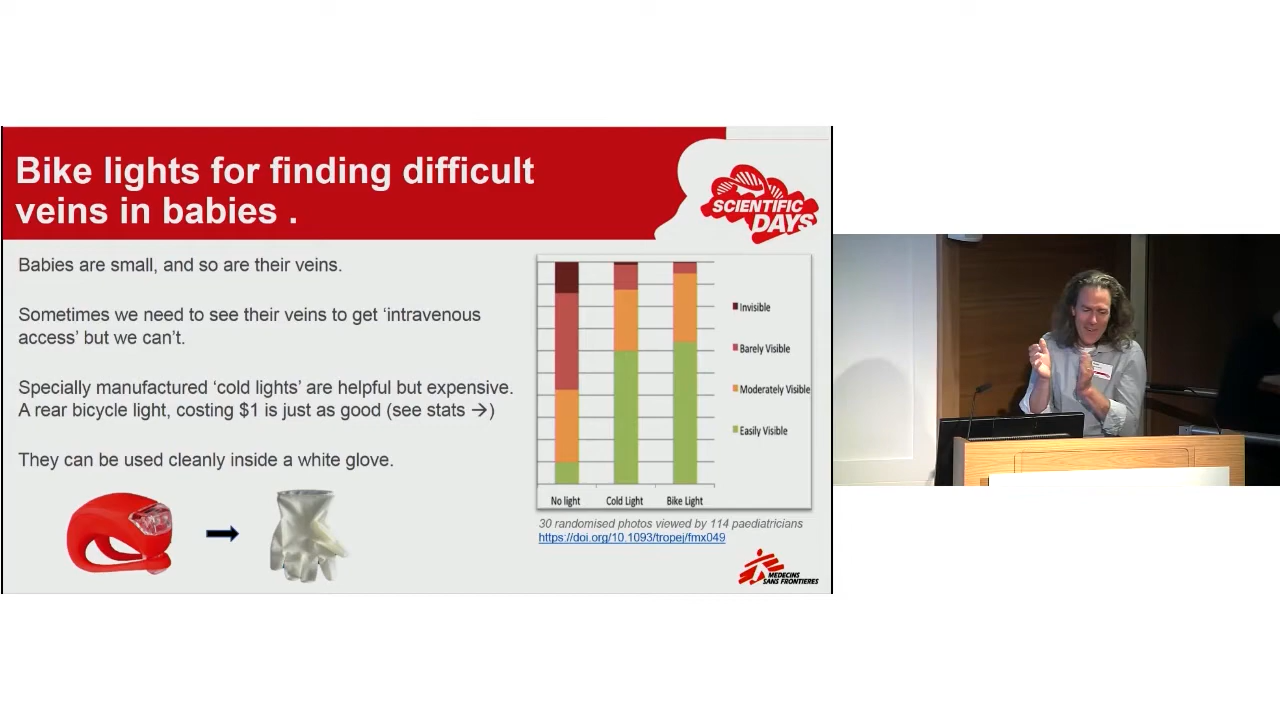 Bike lights for finding difficult
veins in babies .
SCIENTIFIC
DAYS
Babies are small, and so are their veins.
Sometimes we need to see their veins to get ‘intravenous
access’ but we can’t.
Specially manufactured ‘cold lights’ are helpful but expensive.
A rear bicycle light, costing $1 is just as good (see stats →)
They can be used cleanly inside a white glove.
Invisible
Barely Visible
Moderately Visible
Easily Visible
No light
Cold Light
Bike Light
30 randomised photos viewed by 114 paediatricians
https://doi.org/10.1093/tropej/fmx049
MEDECINS
SANS FRONTIERES